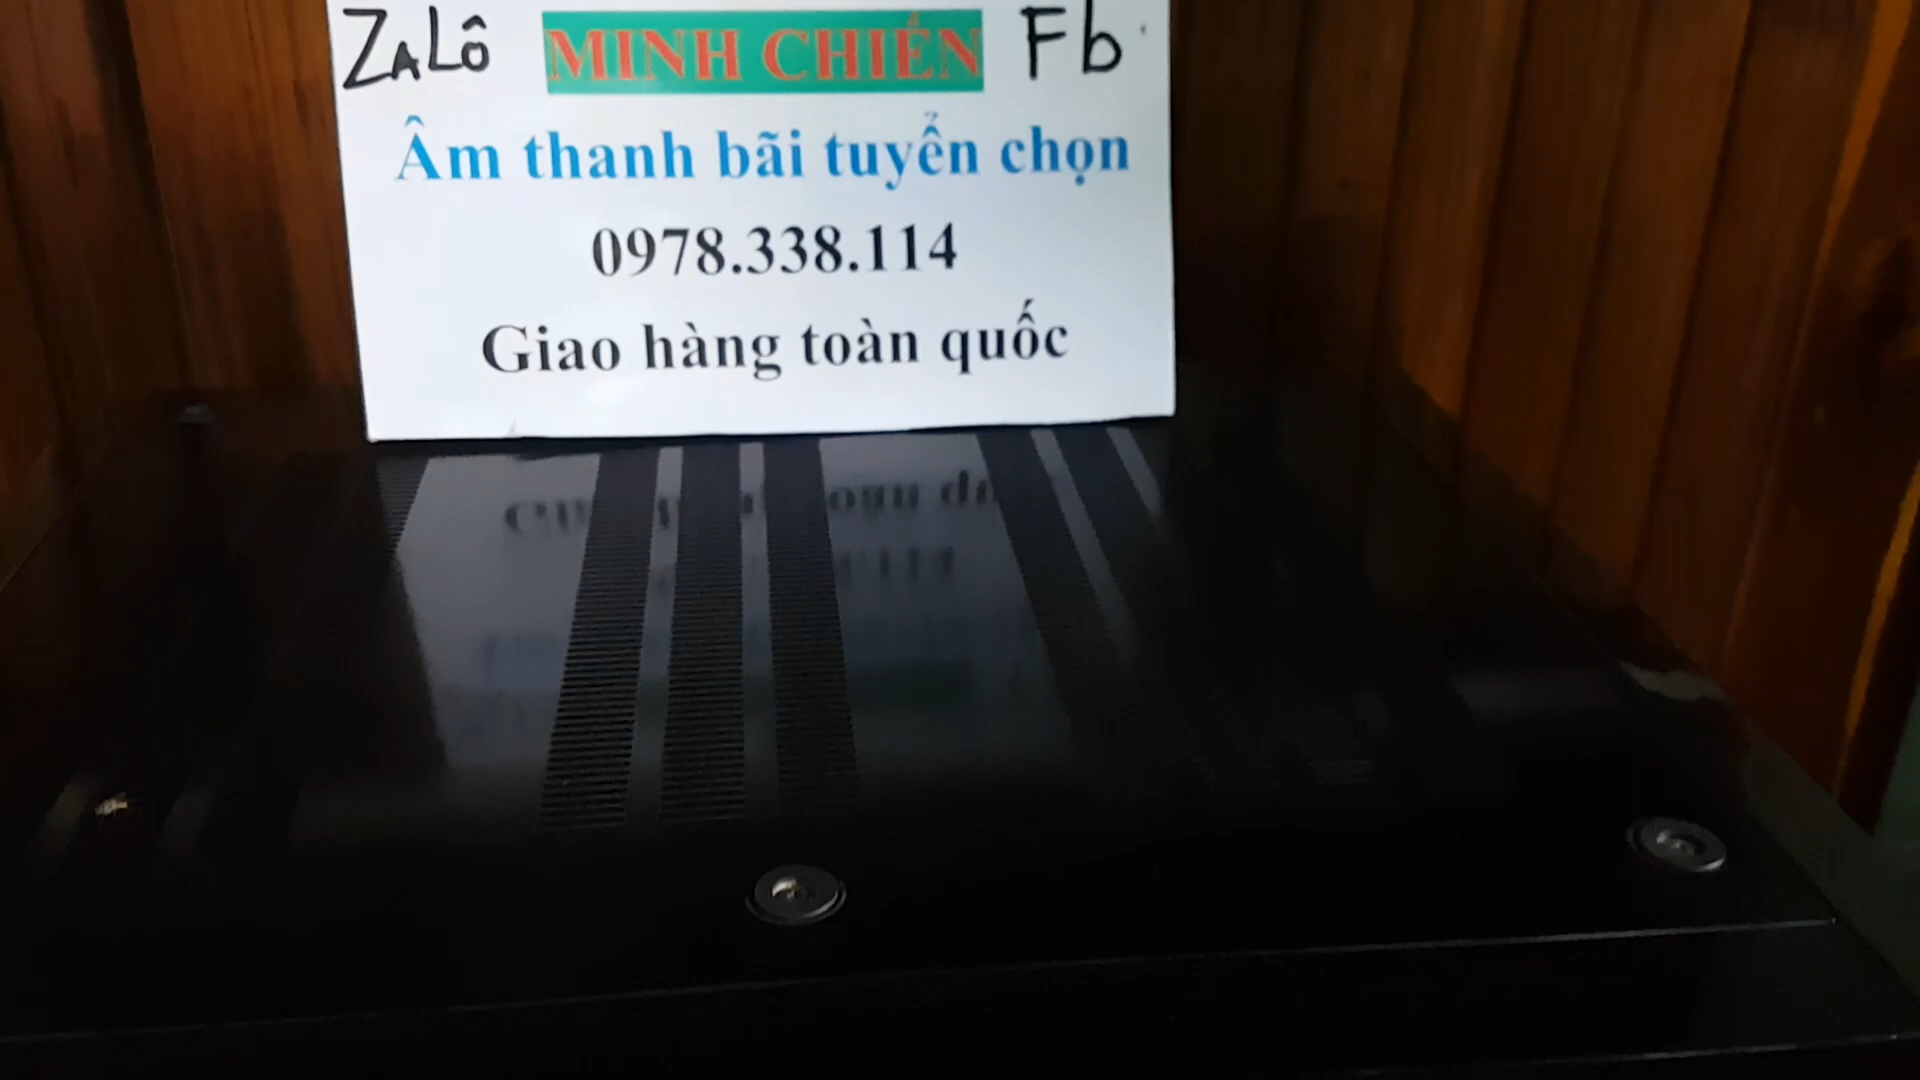 ZaLô MINH CHIẾN Fb
Âm thanh bãi tuyển chọn
0978.338.114
Giao hàng toàn quốc